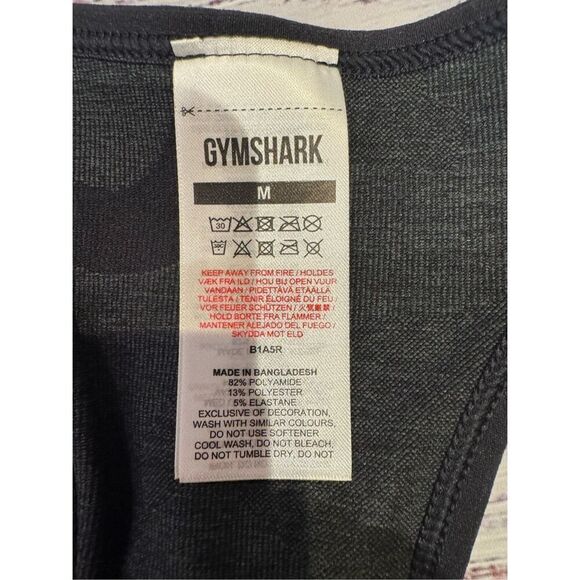 GYMSHARK
M
30
KEEP AWAY FROM FIRE / HOLDES
VÆK FRA ILD / HOU BIJ OPEN VUUR
VANDAAN / PIDETTÄVÄ ETÄÄLLÄ
TULESTA / TENIR ÉLOIGNÉ DU FEU /
VOR FEUER SCHÜTZEN / 火気厳禁 /
HOLD BORTE FRA FLAMMER /
MANTENER ALEJADO DEL FUEGO /
SKYDDA MOT ELD
B1A5R
MADE IN BANGLADESH
82% POLYAMIDE
13% POLYESTER
5% ELASTANE
EXCLUSIVE OF DECORATION,
WASH WITH SIMILAR COLOURS,
DO NOT USE SOFTENER
COOL WASH, DO NOT BLEACH,
DO NOT TUMBLE DRY, DO NOT